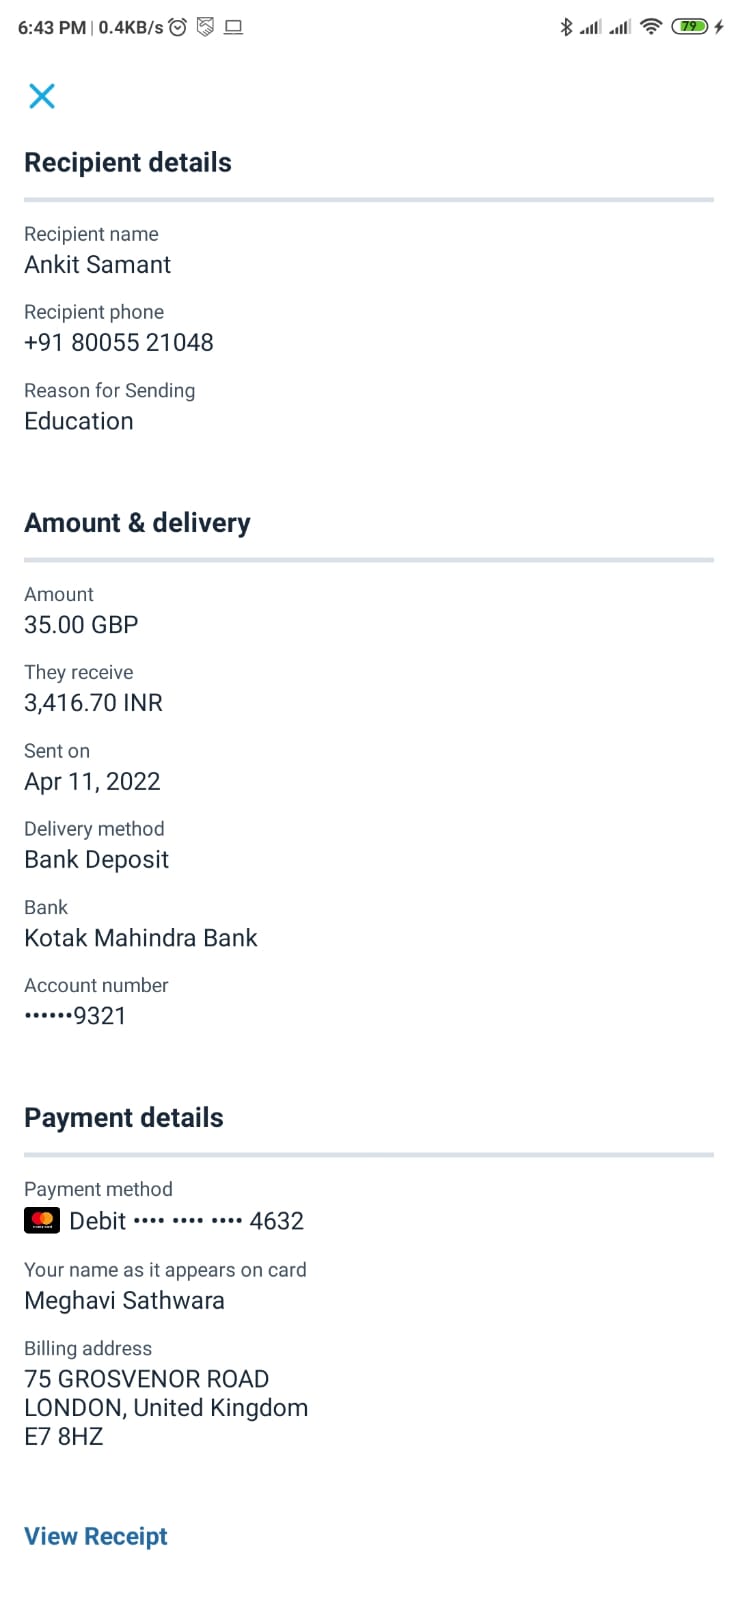 6:43 PM | 0.4KB/s
79
Recipient details
Recipient name
Ankit Samant
Recipient phone
+91 80055 21048
Reason for Sending
Education
Amount & delivery
Amount
35.00 GBP
They receive
3,416.70 INR
Sent on
Apr 11, 2022
Delivery method
Bank Deposit
Bank
Kotak Mahindra Bank
Account number
••••••9321
Payment details
Payment method
Debit •••• •••• •••• 4632
Your name as it appears on card
Meghavi Sathwara
Billing address
75 GROSVENOR ROAD
LONDON, United Kingdom
E7 8HZ
View Receipt